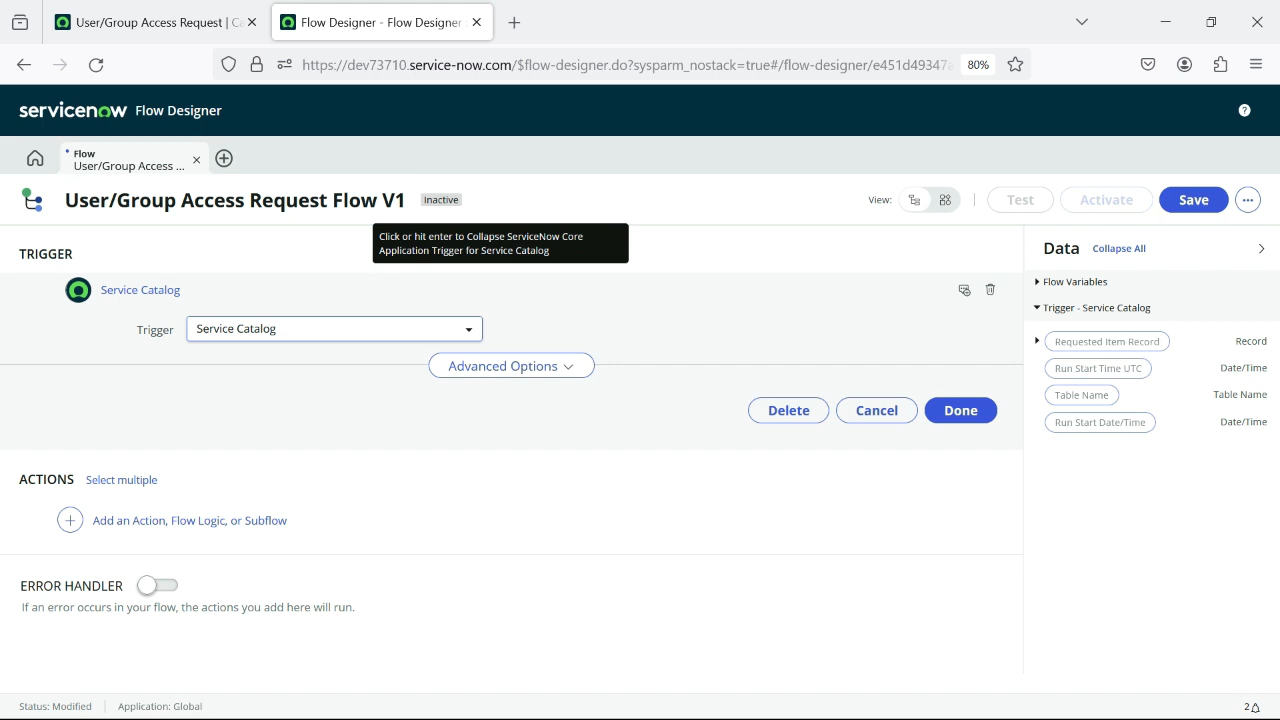 User/Group Access Request | C
Flow Designer - Flow Designer
https://dev73710.service-now.com/$flow-designer.do?sysparm_nostack=true#/flow-designer/e451d49347
80%
servicenow Flow Designer
Flow
User/Group Access ...
User/Group Access Request Flow V1
Inactive
View:
Test
Activate
Save
Click or hit enter to Collapse ServiceNow Core
Application Trigger for Service Catalog
TRIGGER
Service Catalog
Trigger
Service Catalog
Advanced Options
Delete
Cancel
Done
ACTIONS Select multiple
Add an Action, Flow Logic, or Subflow
ERROR HANDLER
If an error occurs in your flow, the actions you add here will run.
Data Collapse All
Flow Variables
Trigger - Service Catalog
Requested Item Record Record
Run Start Time UTC Date/Time
Table Name Table Name
Run Start Date/Time Date/Time
Status: Modified
Application: Global
2